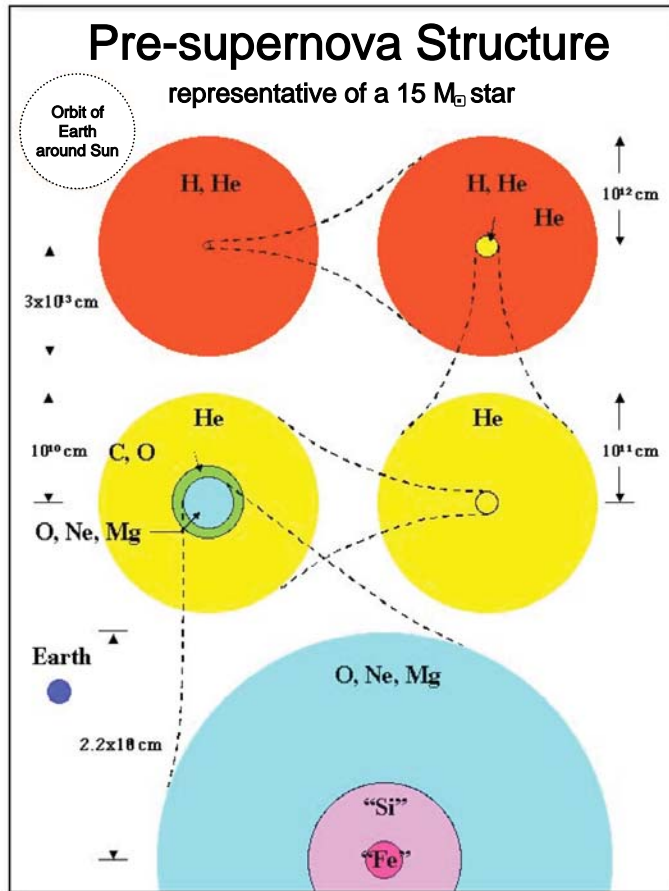 Pre-supernova Structure
representative of a 15 M⊡ star
Orbit of
Earth
around Sun
H, He
H, He
He
10¹² cm
3x10¹³ cm
He
He
C, O
10¹⁰ cm
10¹¹ cm
O, Ne, Mg
Earth
O, Ne, Mg
2.2x10⁸ cm
“Si”
“Fe”